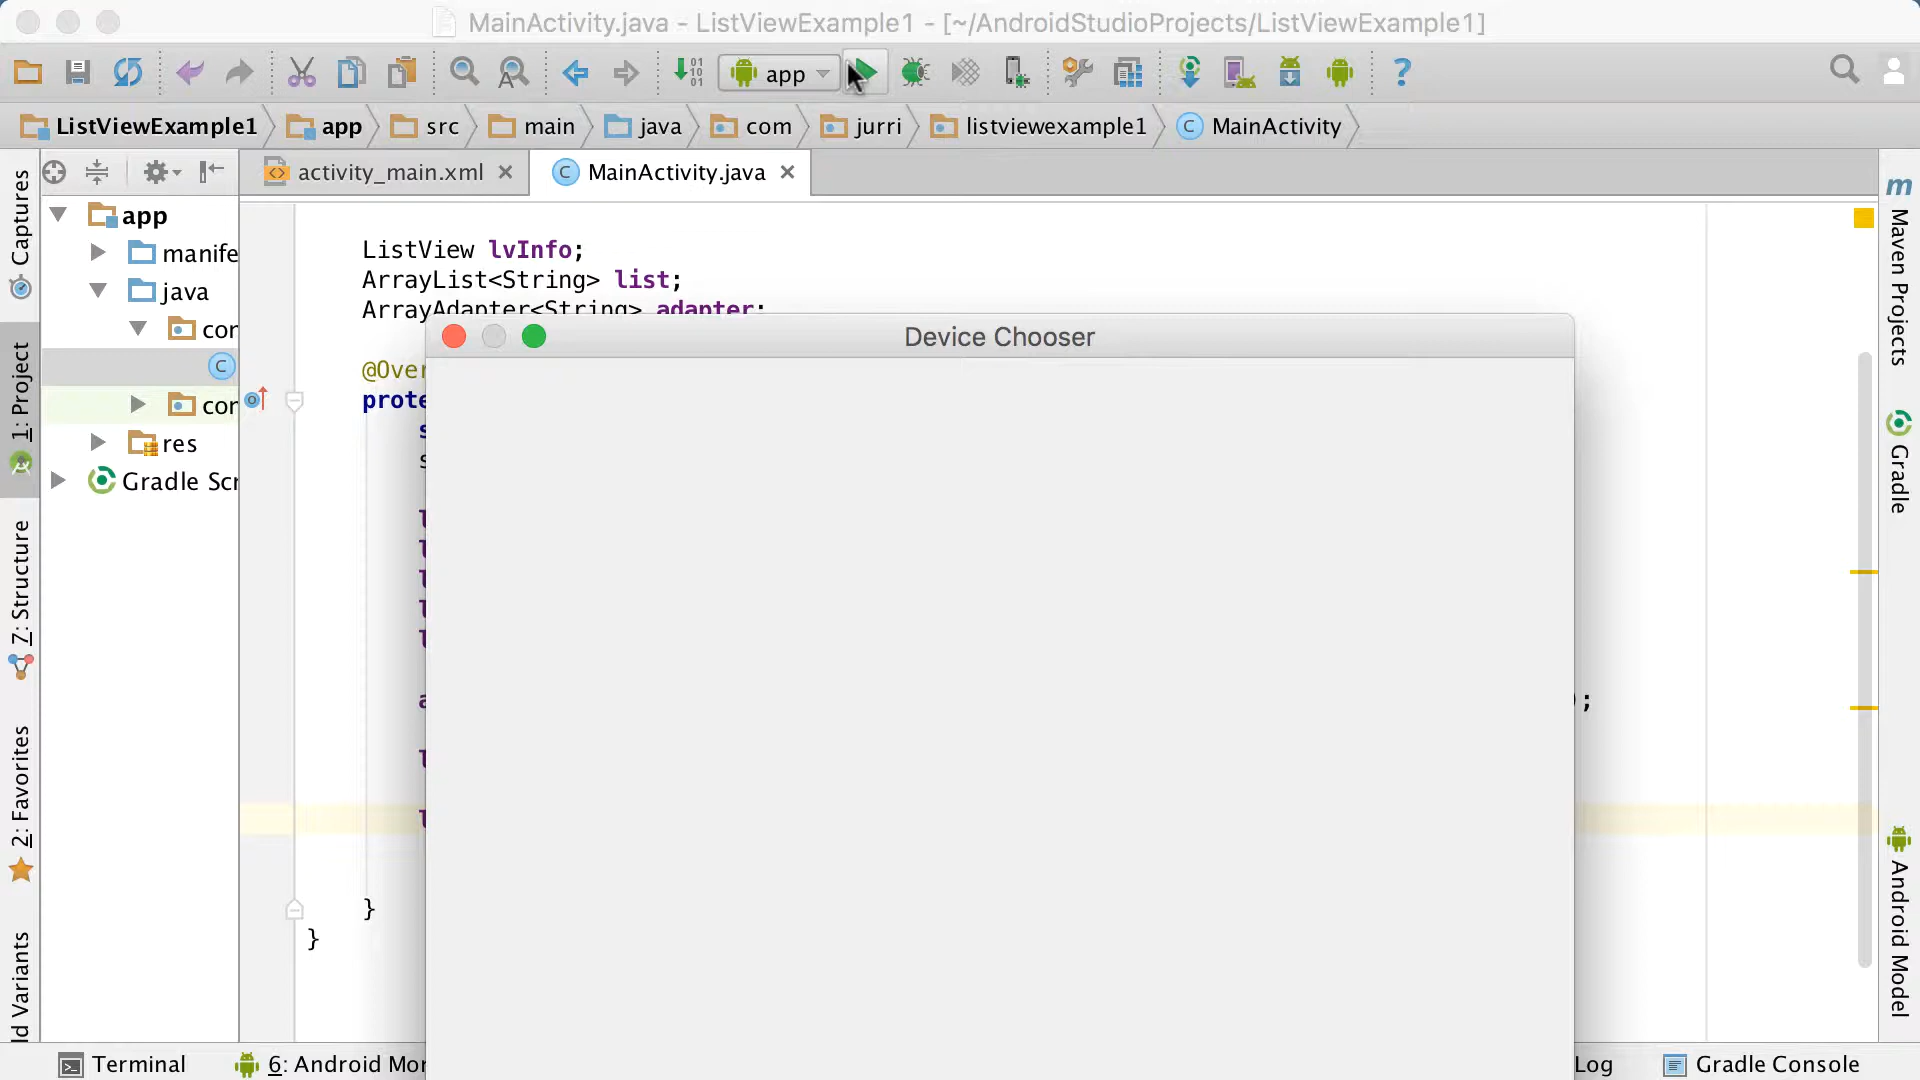 MainActivity.java - ListViewExample1 - [~/AndroidStudioProjects/ListViewExample1]
app
ListViewExample1 app src main java com jurri listviewexample1 MainActivity
activity_main.xml MainActivity.java
Captures
1: Project
Z: Structure
2: Favorites
ld Variants
app
manife
java
cor
cor
res
Gradle Scr
ListView lvInfo;
ArrayList<String> list;
ArrayAdapter<String> adapter;
@Over
prote
s
s
l
l
l
l
l
a
);
l
l
}
}
Device Chooser
Maven Projects
Gradle
Android Model
Terminal 6: Android Mor Log Gradle Console